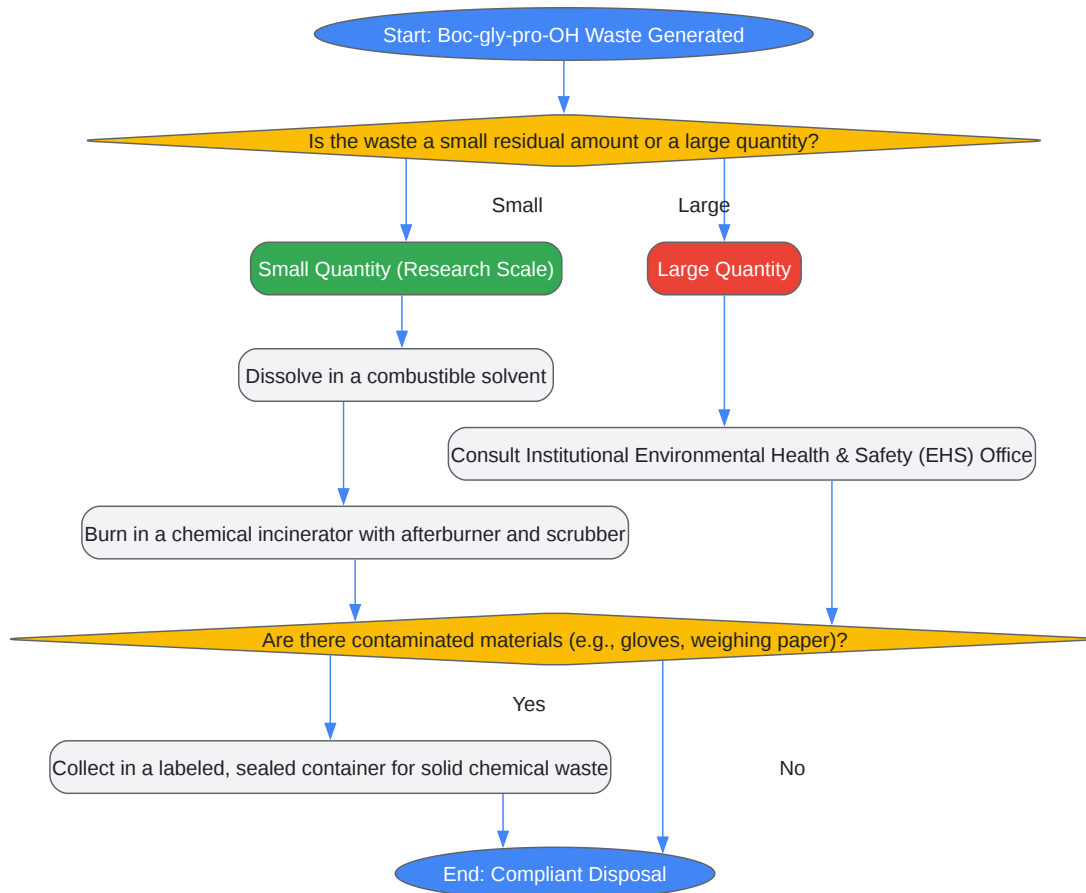 Start: Boc-gly-pro-OH Waste Generated
Is the waste a small residual amount or a large quantity?
Small
Large
Small Quantity (Research Scale)
Large Quantity
Dissolve in a combustible solvent
Consult Institutional Environmental Health & Safety (EHS) Office
Burn in a chemical incinerator with afterburner and scrubber
Are there contaminated materials (e.g., gloves, weighing paper)?
Yes
Collect in a labeled, sealed container for solid chemical waste
No
End: Compliant Disposal